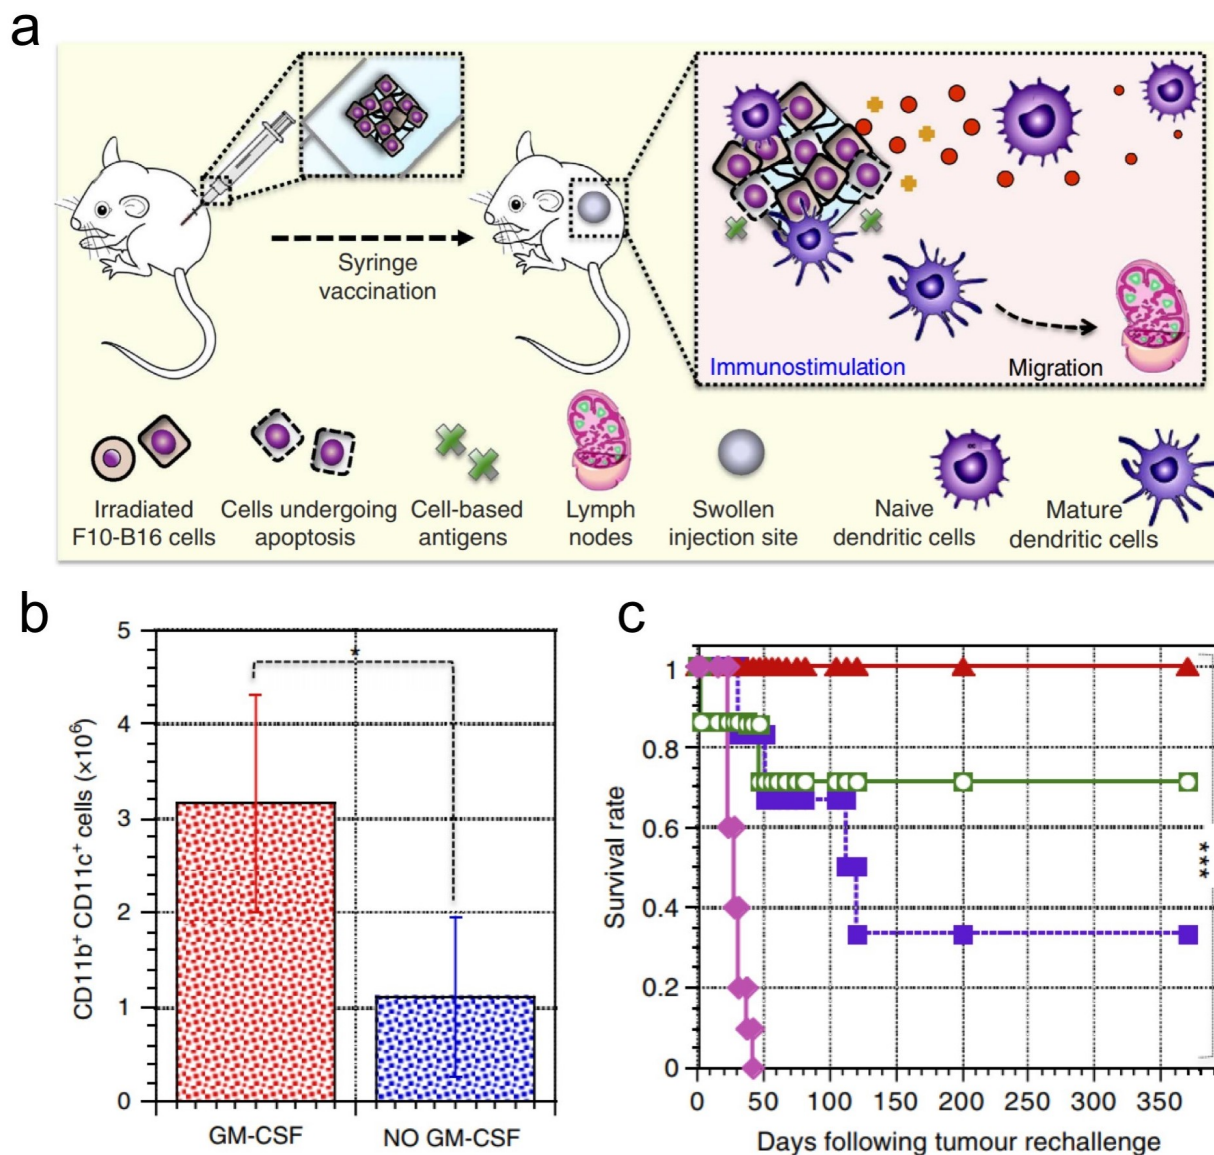 a
Syringe
vaccination
Immunostimulation
Migration
Irradiated
F10-B16 cells
Cells undergoing
apoptosis
Cell-based
antigens
Lymph
nodes
Swollen
injection site
Naive
dendritic cells
Mature
dendritic cells
b
CD11b⁺ CD11c⁺ cells (×10⁶)
5
4
3
2
1
0
*
GM-CSF
NO GM-CSF
c
Survival rate
1
0.8
0.6
0.4
0.2
0
0 50 100 150 200 250 300 350
Days following tumour rechallenge
***